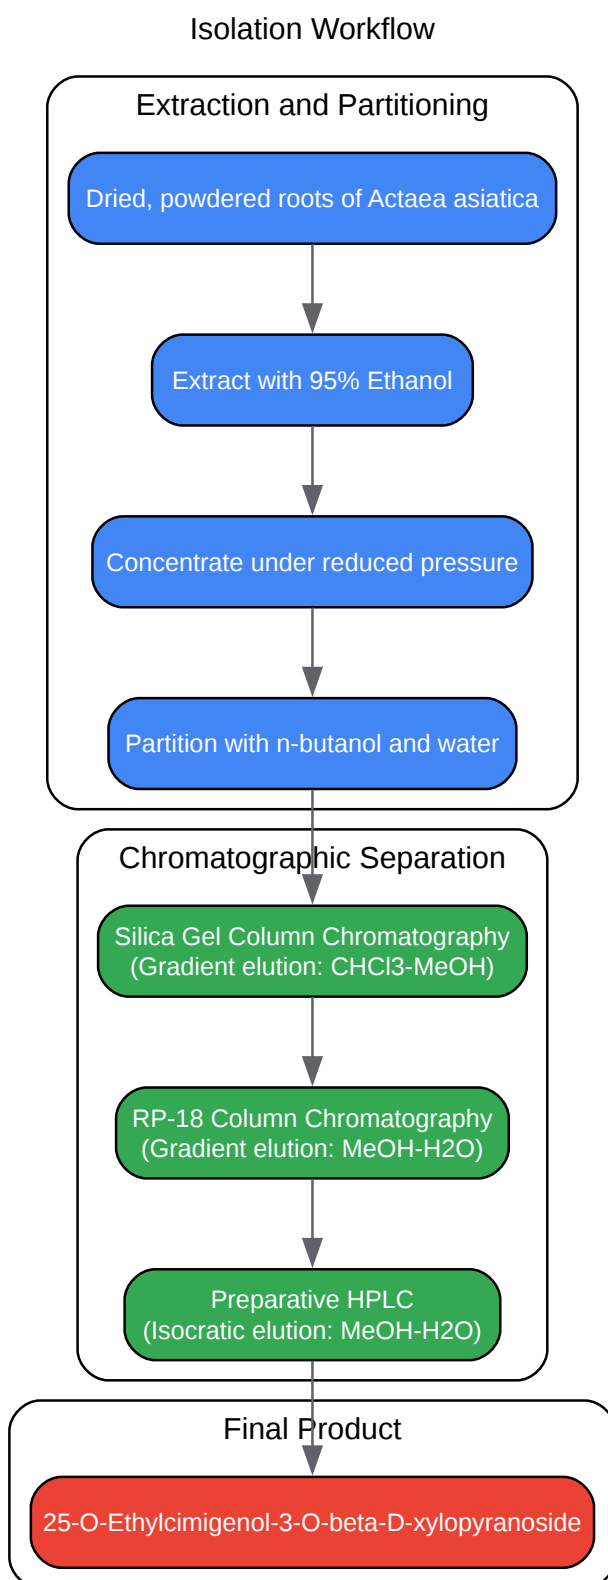 Isolation Workflow
Extraction and Partitioning
Dried, powdered roots of Actaea asiatica
Extract with 95% Ethanol
Concentrate under reduced pressure
Partition with n-butanol and water
Chromatographic Separation
Silica Gel Column Chromatography
(Gradient elution: CHCl3-MeOH)
RP-18 Column Chromatography
(Gradient elution: MeOH-H2O)
Preparative HPLC
(Isocratic elution: MeOH-H2O)
Final Product
25-O-Ethylcimigenol-3-O-beta-D-xylopyranoside